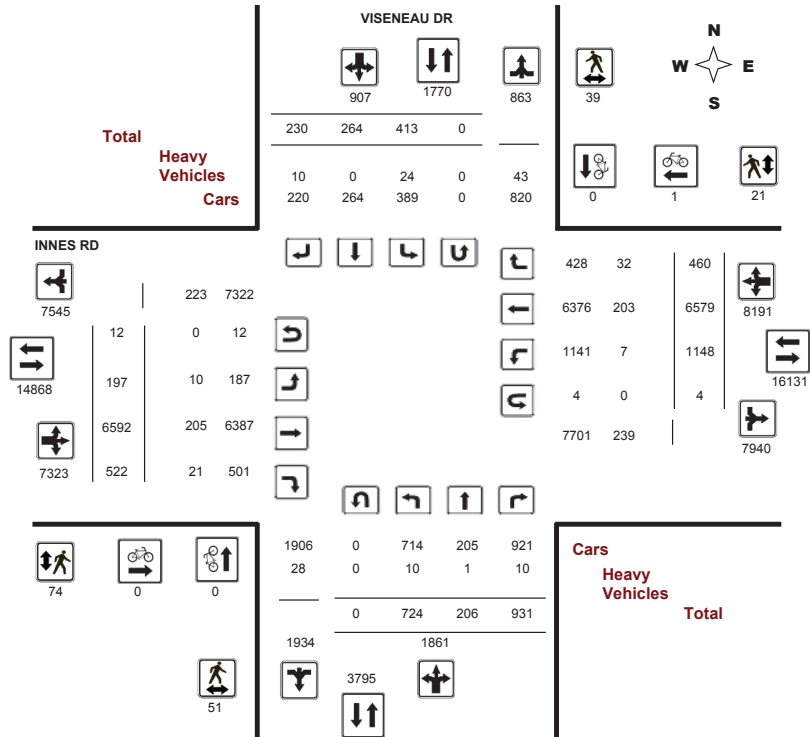 VISENEAU DR
N
W E
S
907 1770 863 39
230 264 413 0
Total
Heavy
Vehicles
Cars
10 0 24 0 43
220 264 389 0 820
0 1 21
INNES RD
7545
223 7322
12 0 12
14868
197 10 187
6592 205 6387
7323
522 21 501
428 32 460
6376 203 6579
8191
1141 7 1148
16131
4 0 4
7701 239
7940
74 0 0
51
1906 0 714 205 921
28 0 10 1 10
0 724 206 931
1934 1861
3795
Cars
Heavy
Vehicles
Total